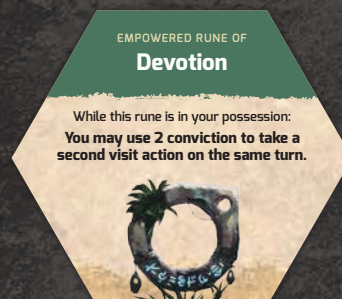 EMPOWERED RUNE OF
Devotion
While this rune is in your possession:
You may use 2 conviction to take a
second visit action on the same turn.